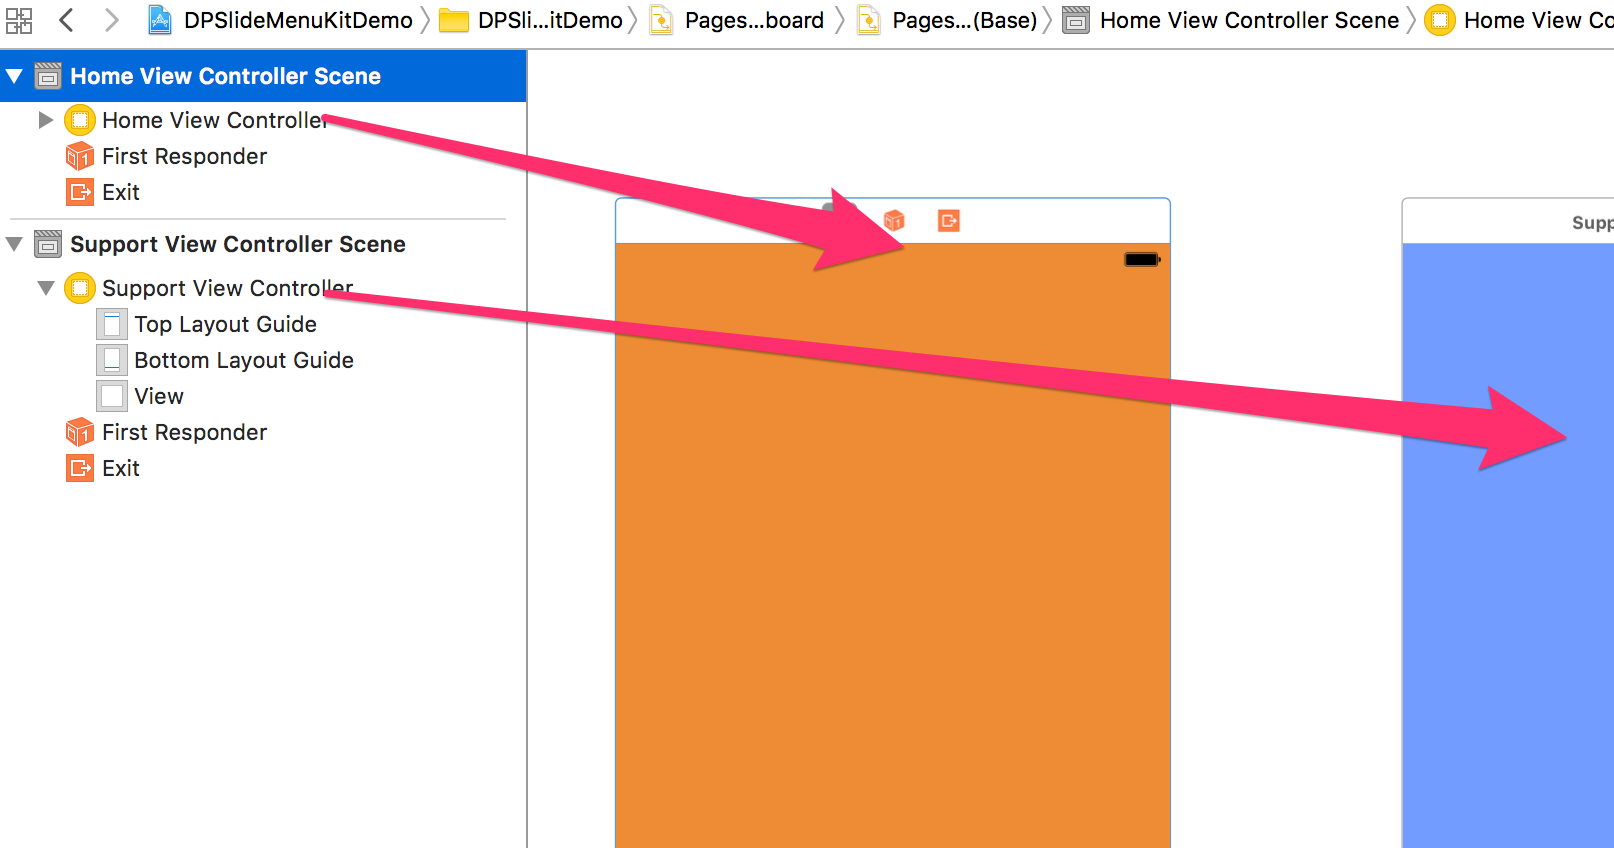 DPSlideMenuKitDemo DPSli...itDemo Pages...board Pages...(Base) Home View Controller Scene Home View Co
Home View Controller Scene
Home View Controller
First Responder
Exit
Support View Controller Scene
Support View Controller
Top Layout Guide
Bottom Layout Guide
View
First Responder
Exit
Supp